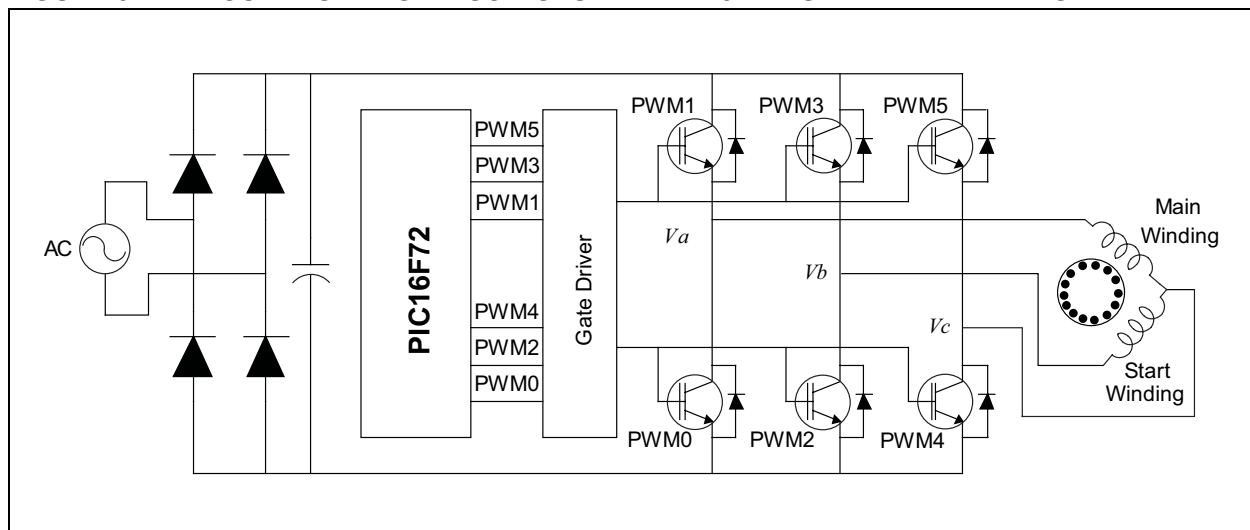 PWM1
PWM3
PWM5
PWM5
PWM3
PWM1
AC
PIC16F72
Gate Driver
Va
Vb
Vc
Main
Winding
PWM4
PWM2
PWM0
Start
Winding
PWM0
PWM2
PWM4